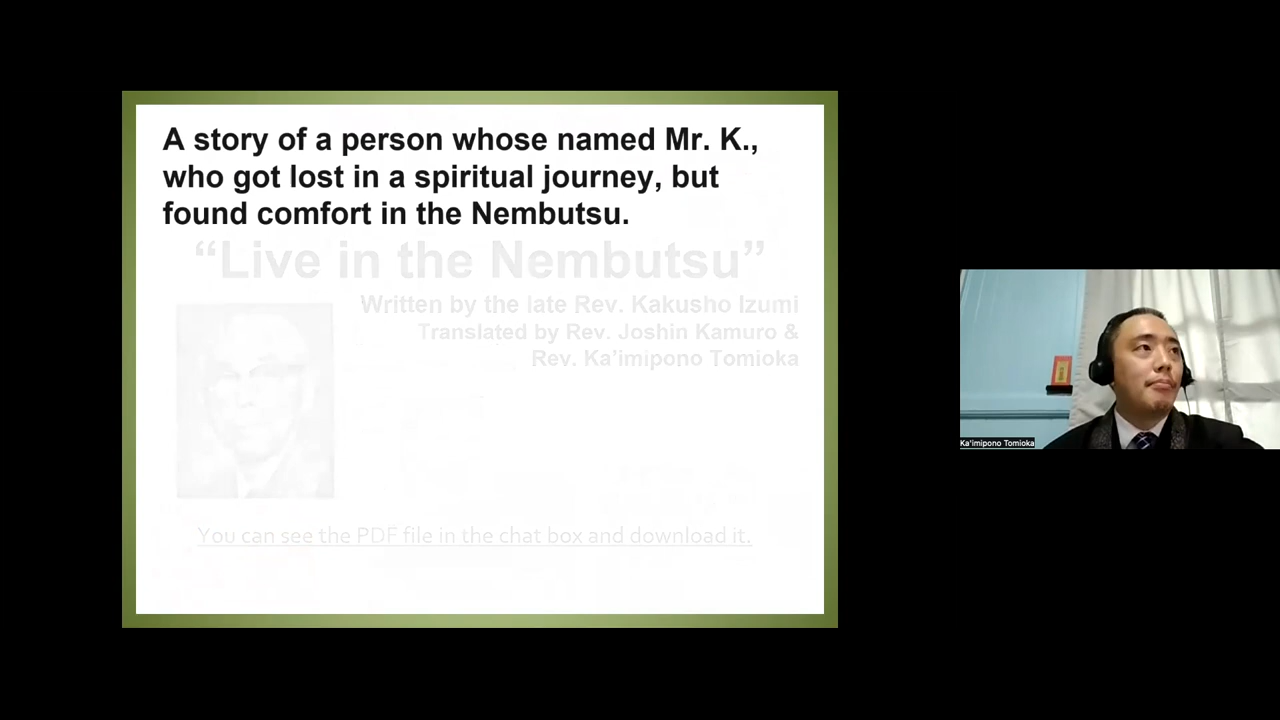 A story of a person whose named Mr. K.,
who got lost in a spiritual journey, but
found comfort in the Nembutsu.
“Live in the Nembutsu”
Written by the late Rev. Kakusho Izumi
Translated by Rev. Joshin Kamuro &
Rev. Ka’imipono Tomioka
You can see the PDF file in the chat box and download it.
Ka'imipono Tomioka